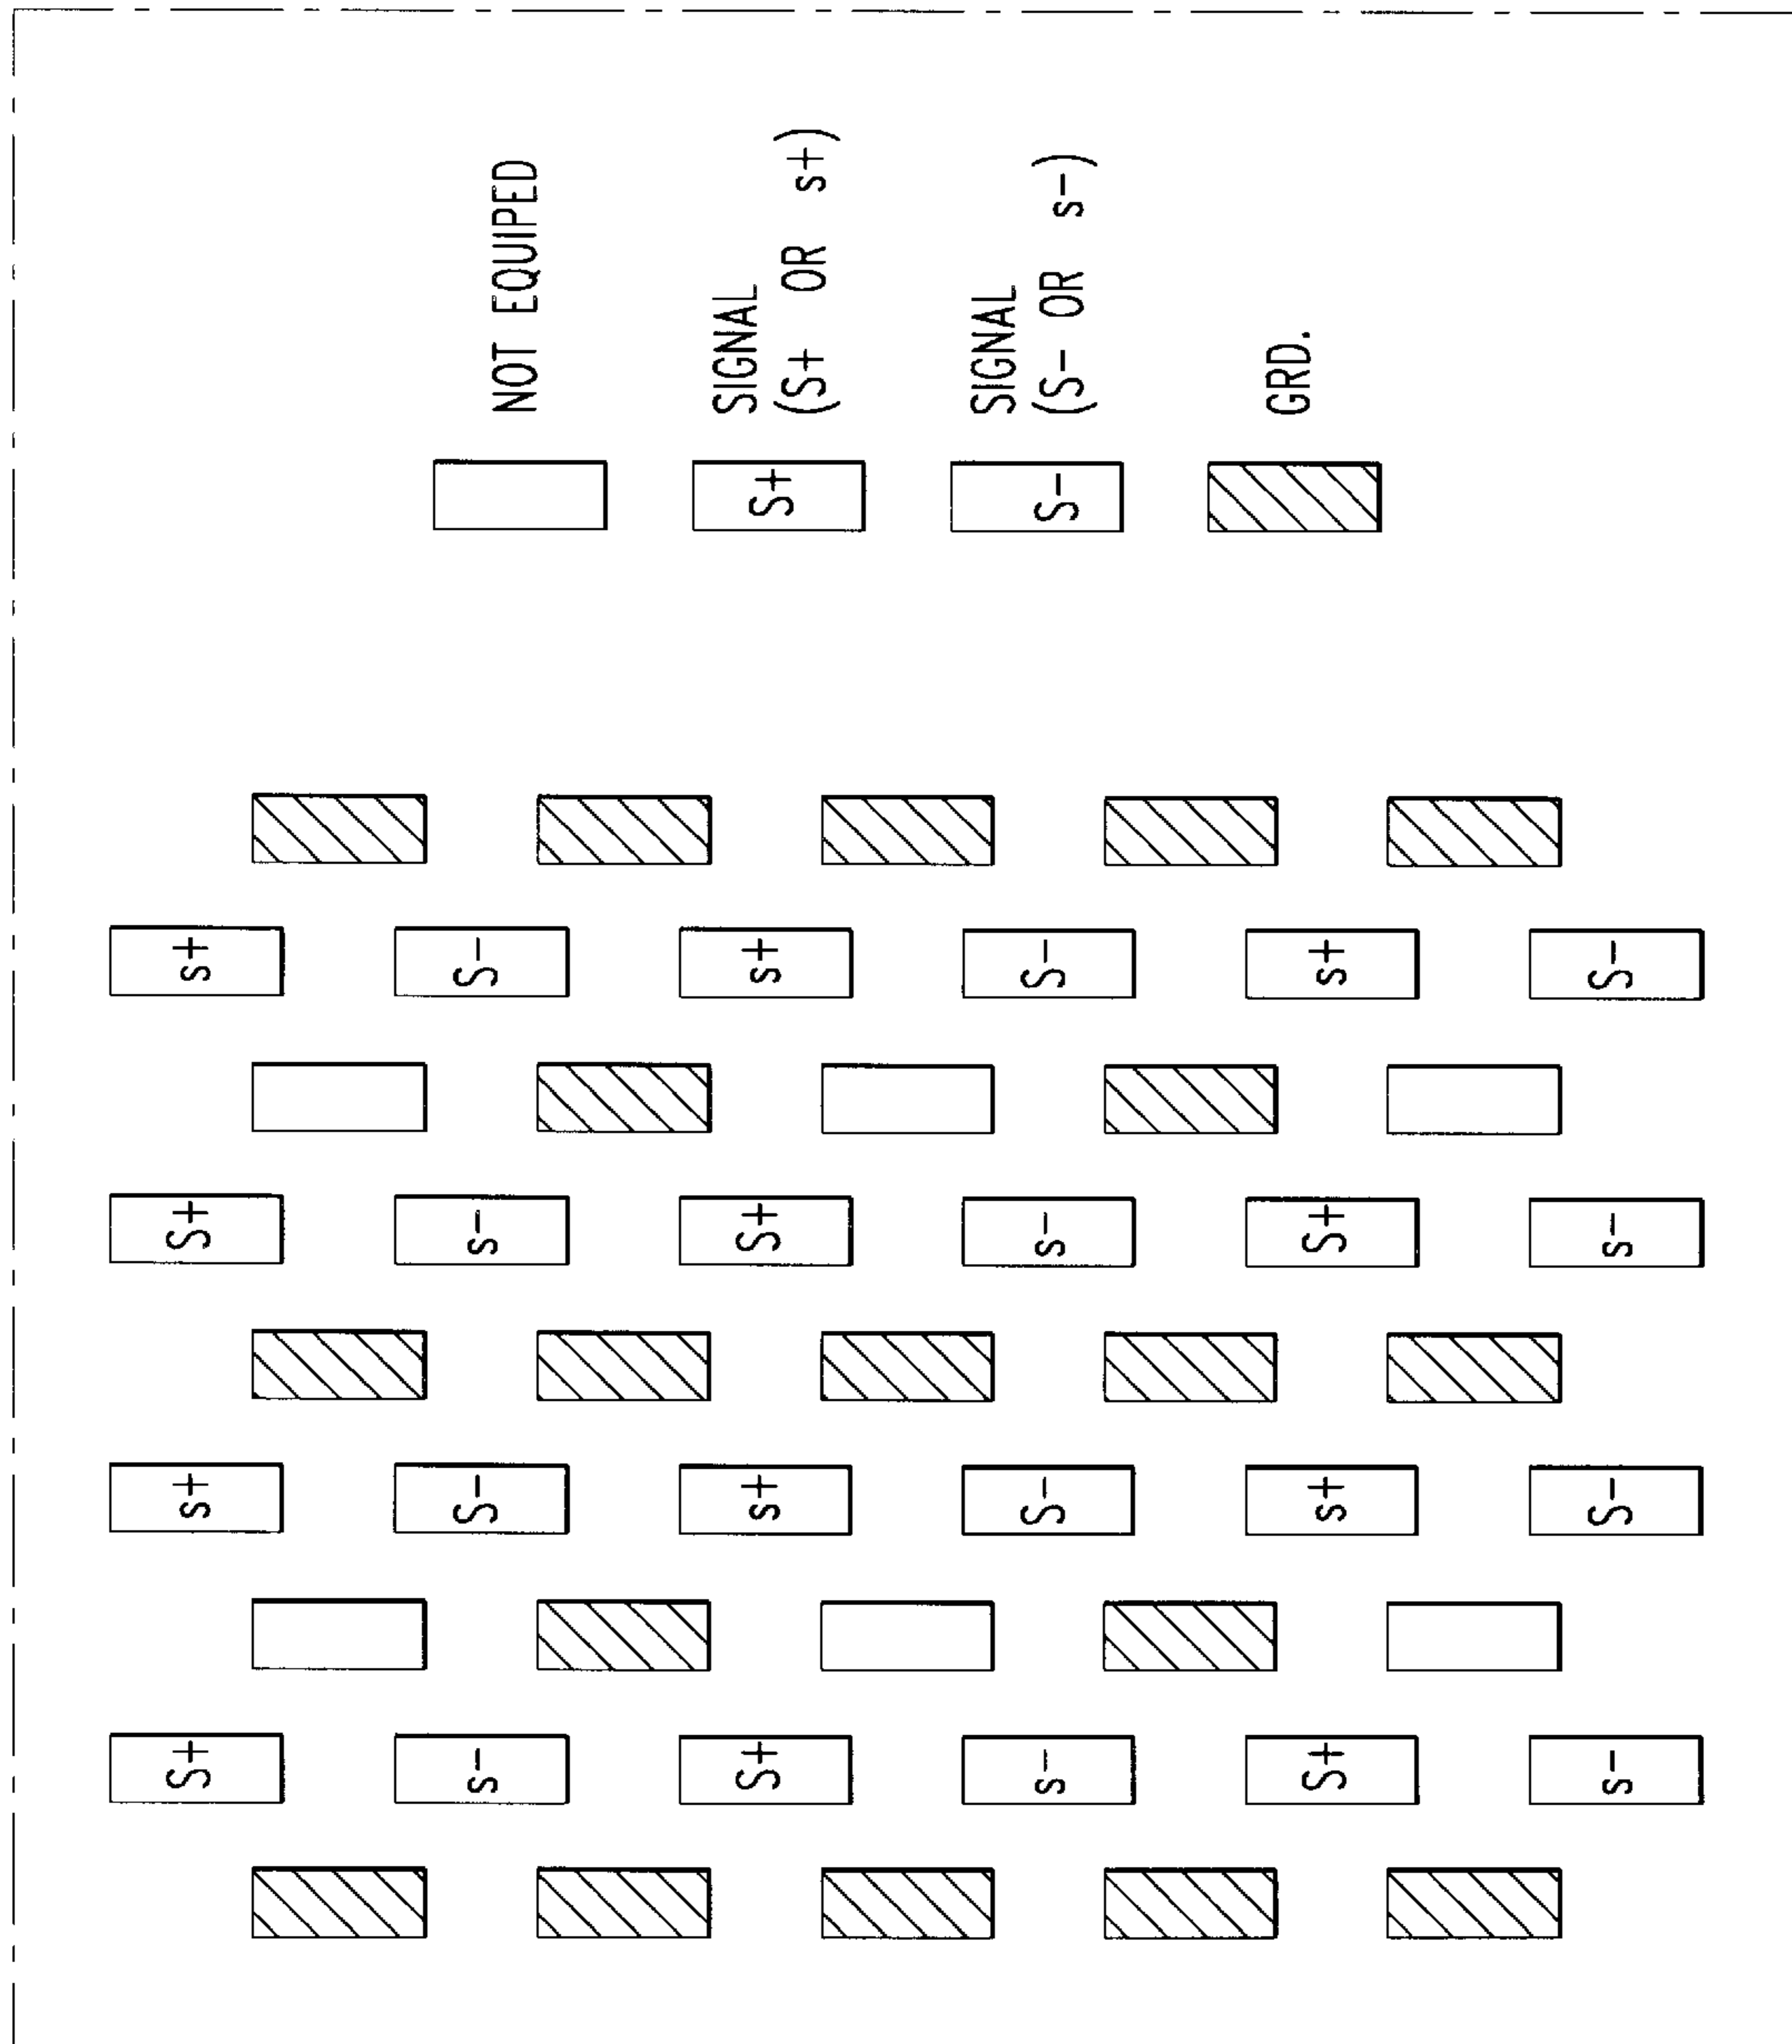 S+ s+ S+ s+
s- S- s- S-
S+ s+ S+ s+
s- S- s- S-
S+ s+ S+ s+
s- S- s- S-
NOT EQUIPED
S+ SIGNAL
(S+ OR s+)
S- SIGNAL
(S- OR s-)
GRD.